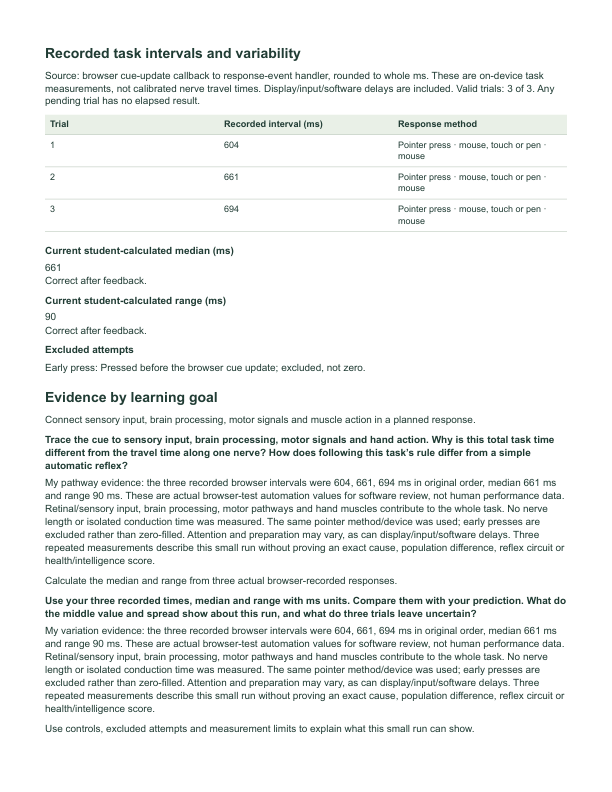 Recorded task intervals and variability
Source: browser cue-update callback to response-event handler, rounded to whole ms. These are on-device task
measurements, not calibrated nerve travel times. Display/input/software delays are included. Valid trials: 3 of 3. Any
pending trial has no elapsed result.
Trial Recorded interval (ms) Response method
1 604 Pointer press · mouse, touch or pen ·
mouse
2 661 Pointer press · mouse, touch or pen ·
mouse
3 694 Pointer press · mouse, touch or pen ·
mouse
Current student-calculated median (ms)
661
Correct after feedback.
Current student-calculated range (ms)
90
Correct after feedback.
Excluded attempts
Early press: Pressed before the browser cue update; excluded, not zero.
Evidence by learning goal
Connect sensory input, brain processing, motor signals and muscle action in a planned response.
Trace the cue to sensory input, brain processing, motor signals and hand action. Why is this total task time
different from the travel time along one nerve? How does following this task's rule differ from a simple
automatic reflex?
My pathway evidence: the three recorded browser intervals were 604, 661, 694 ms in original order, median 661 ms
and range 90 ms. These are actual browser-test automation values for software review, not human performance data.
Retinal/sensory input, brain processing, motor pathways and hand muscles contribute to the whole task. No nerve
length or isolated conduction time was measured. The same pointer method/device was used; early presses are
excluded rather than zero-filled. Attention and preparation may vary, as can display/input/software delays. Three
repeated measurements describe this small run without proving an exact cause, population difference, reflex circuit or
health/intelligence score.
Calculate the median and range from three actual browser-recorded responses.
Use your three recorded times, median and range with ms units. Compare them with your prediction. What do
the middle value and spread show about this run, and what do three trials leave uncertain?
My variation evidence: the three recorded browser intervals were 604, 661, 694 ms in original order, median 661 ms
and range 90 ms. These are actual browser-test automation values for software review, not human performance data.
Retinal/sensory input, brain processing, motor pathways and hand muscles contribute to the whole task. No nerve
length or isolated conduction time was measured. The same pointer method/device was used; early presses are
excluded rather than zero-filled. Attention and preparation may vary, as can display/input/software delays. Three
repeated measurements describe this small run without proving an exact cause, population difference, reflex circuit or
health/intelligence score.
Use controls, excluded attempts and measurement limits to explain what this small run can show.